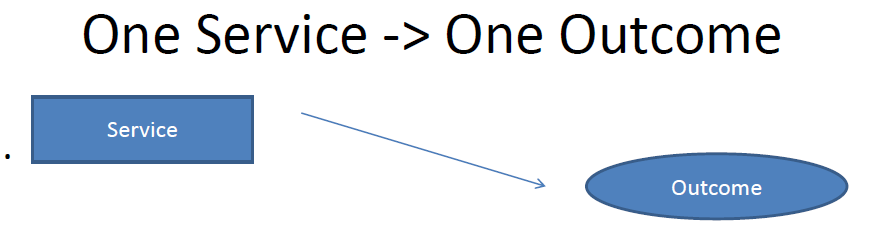 One Service -> One Outcome
Service
.
Outcome